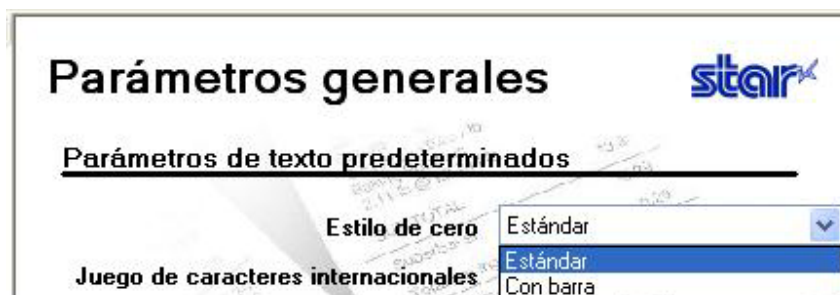 Parámetros generales
star
Parámetros de texto predeterminados
Estilo de cero Estándar
Estándar
Juego de caracteres internacionales
Con barra